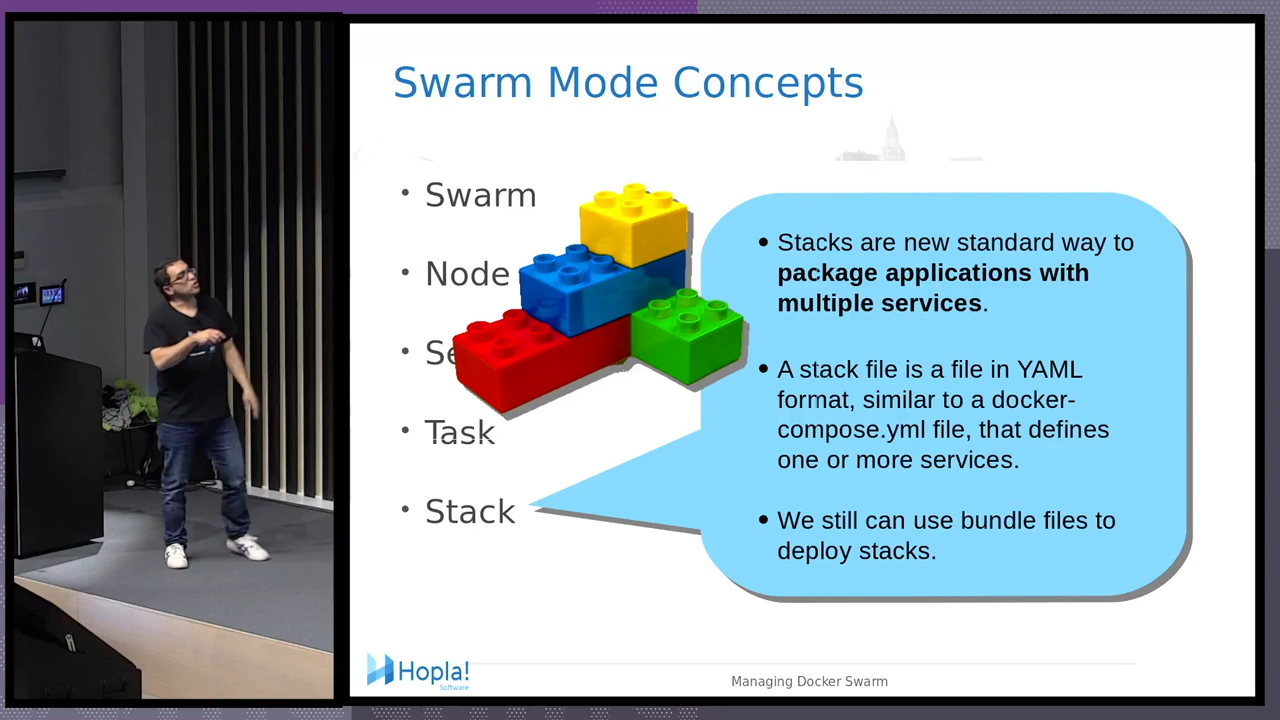 Swarm Mode Concepts
• Swarm
• Node
• Se
• Task
• Stack
• Stacks are new standard way to
package applications with
multiple services.
• A stack file is a file in YAML
format, similar to a docker-
compose.yml file, that defines
one or more services.
• We still can use bundle files to
deploy stacks.
Hopla!
Software
Managing Docker Swarm